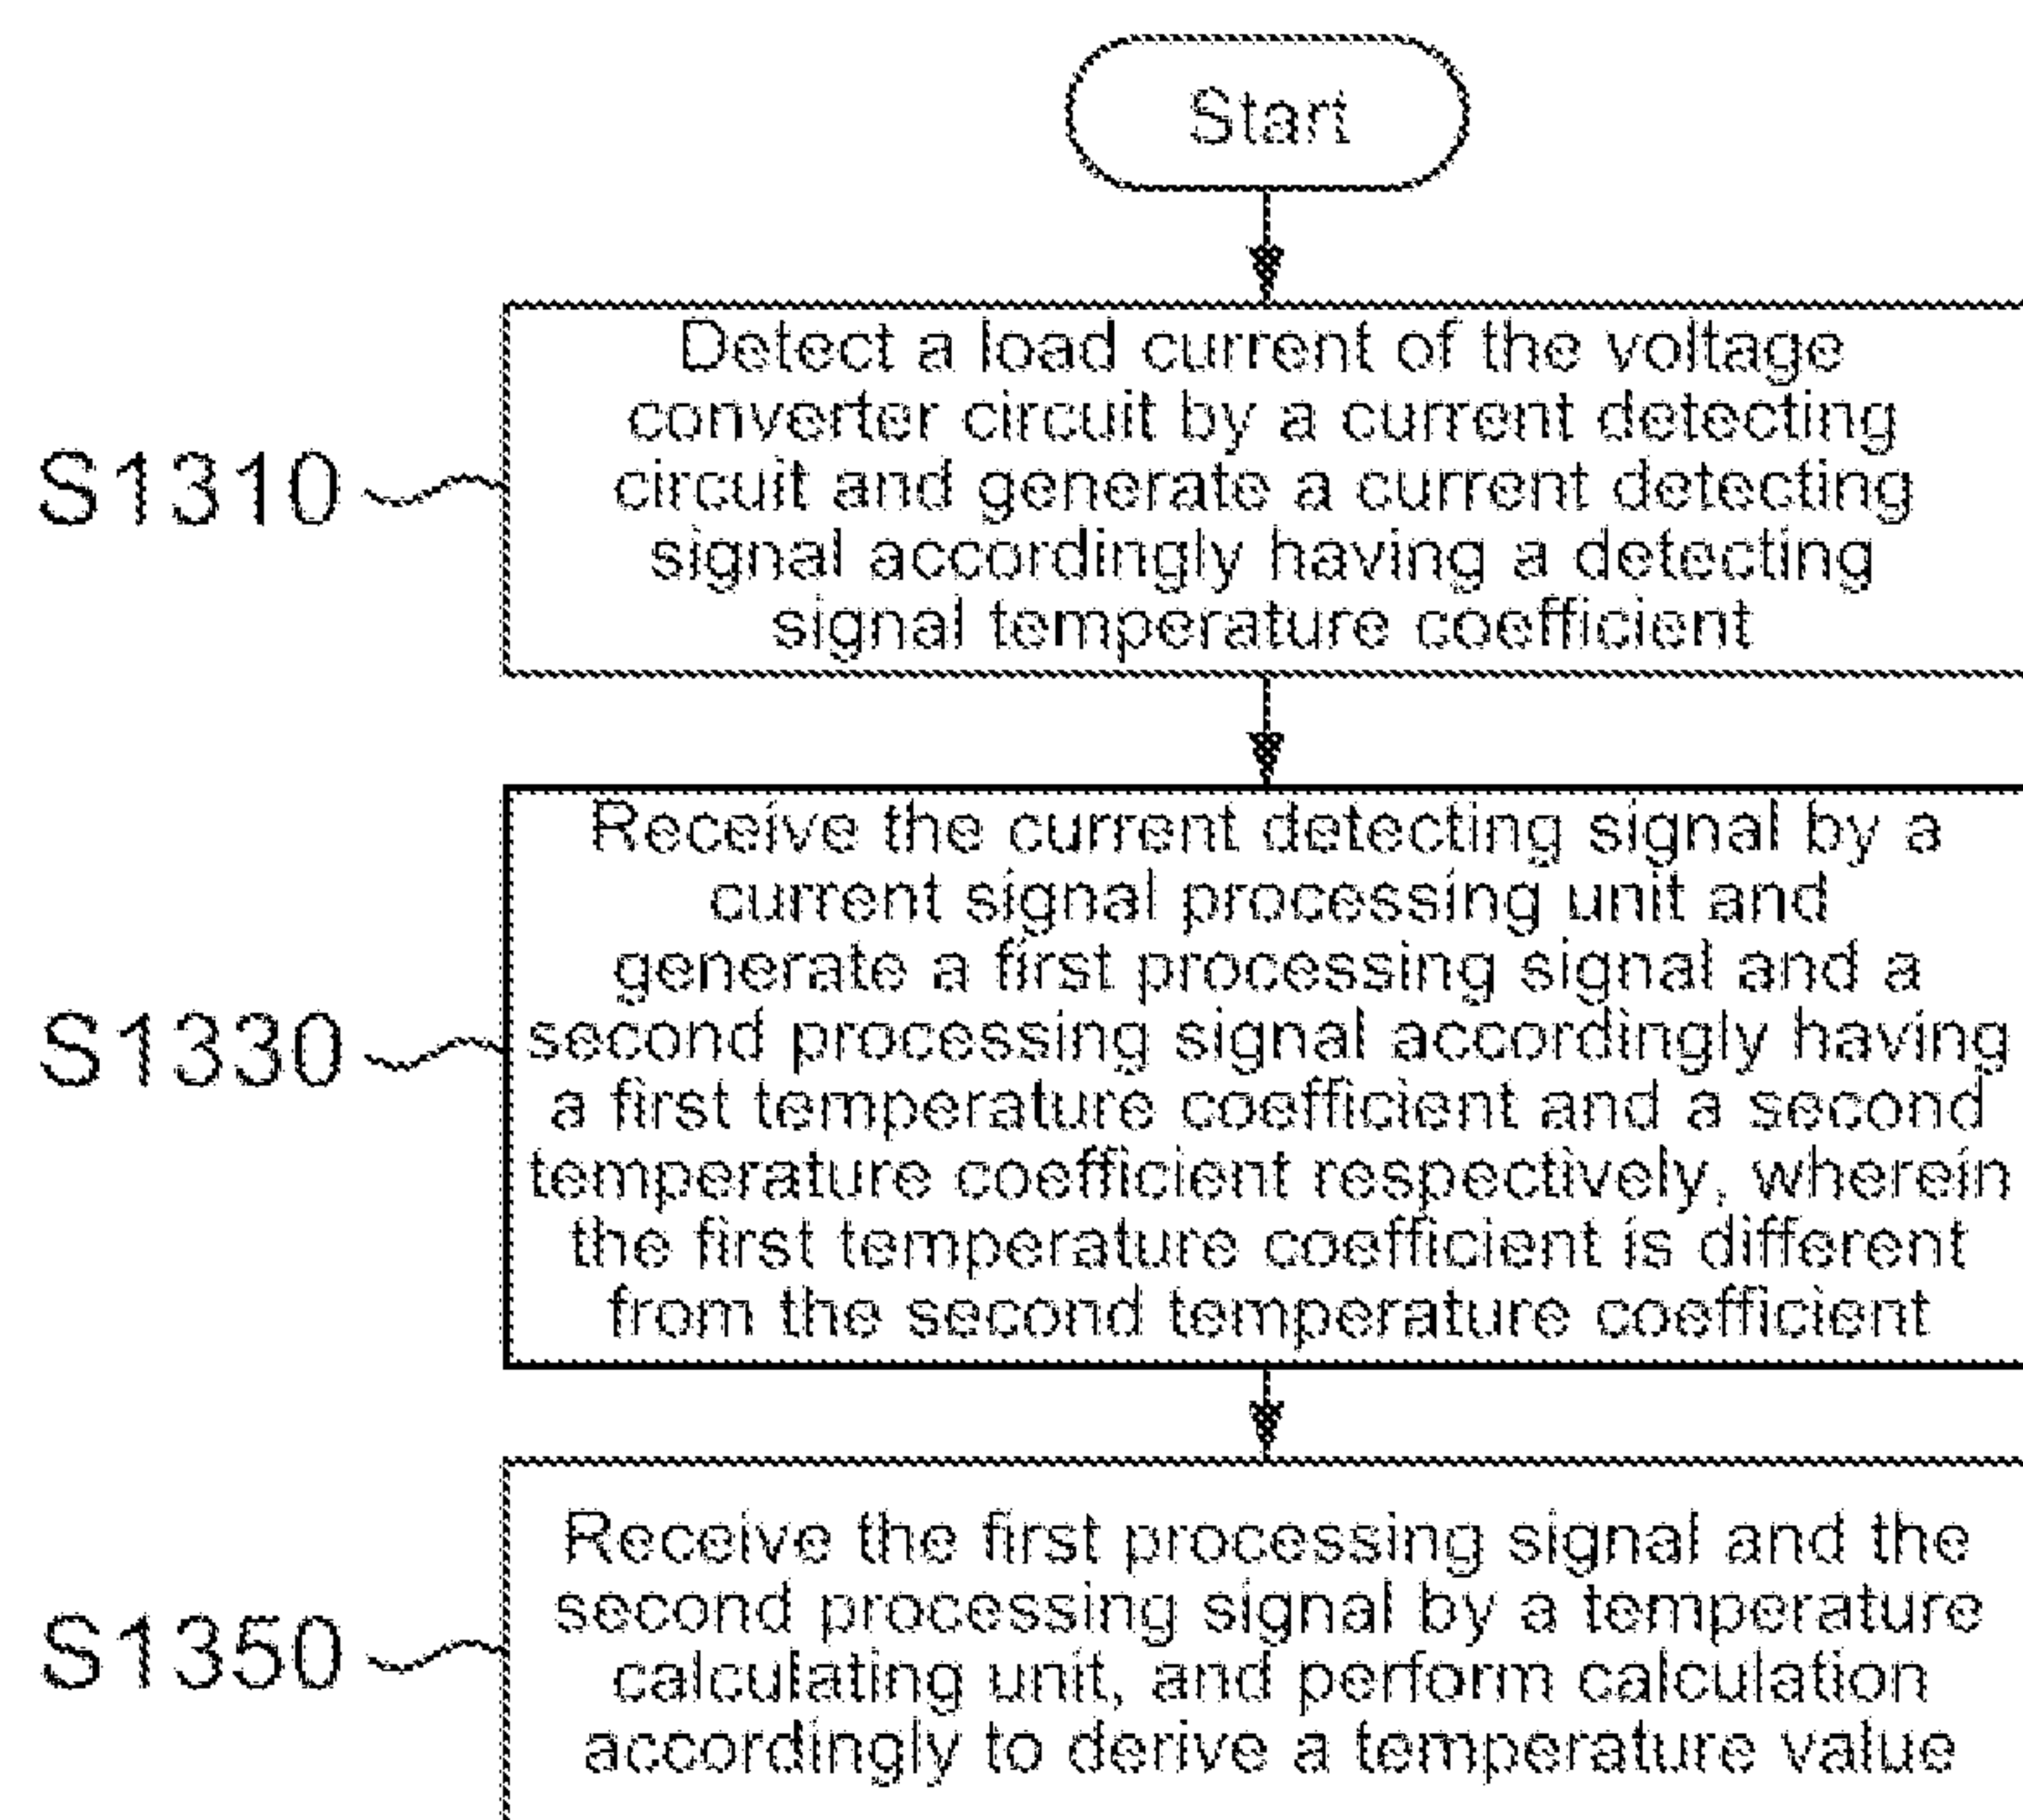 Start
S1310
Detect a load current of the voltage
converter circuit by a current detecting
circuit and generate a current detecting
signal accordingly having a detecting
signal temperature coefficient
S1330
Receive the current detecting signal by a
current signal processing unit and
generate a first processing signal and a
second processing signal accordingly having
a first temperature coefficient and a second
temperature coefficient respectively, wherein
the first temperature coefficient is different
from the second temperature coefficient
S1350
Receive the first processing signal and the
second processing signal by a temperature
calculating unit, and perform calculation
accordingly to derive a temperature value